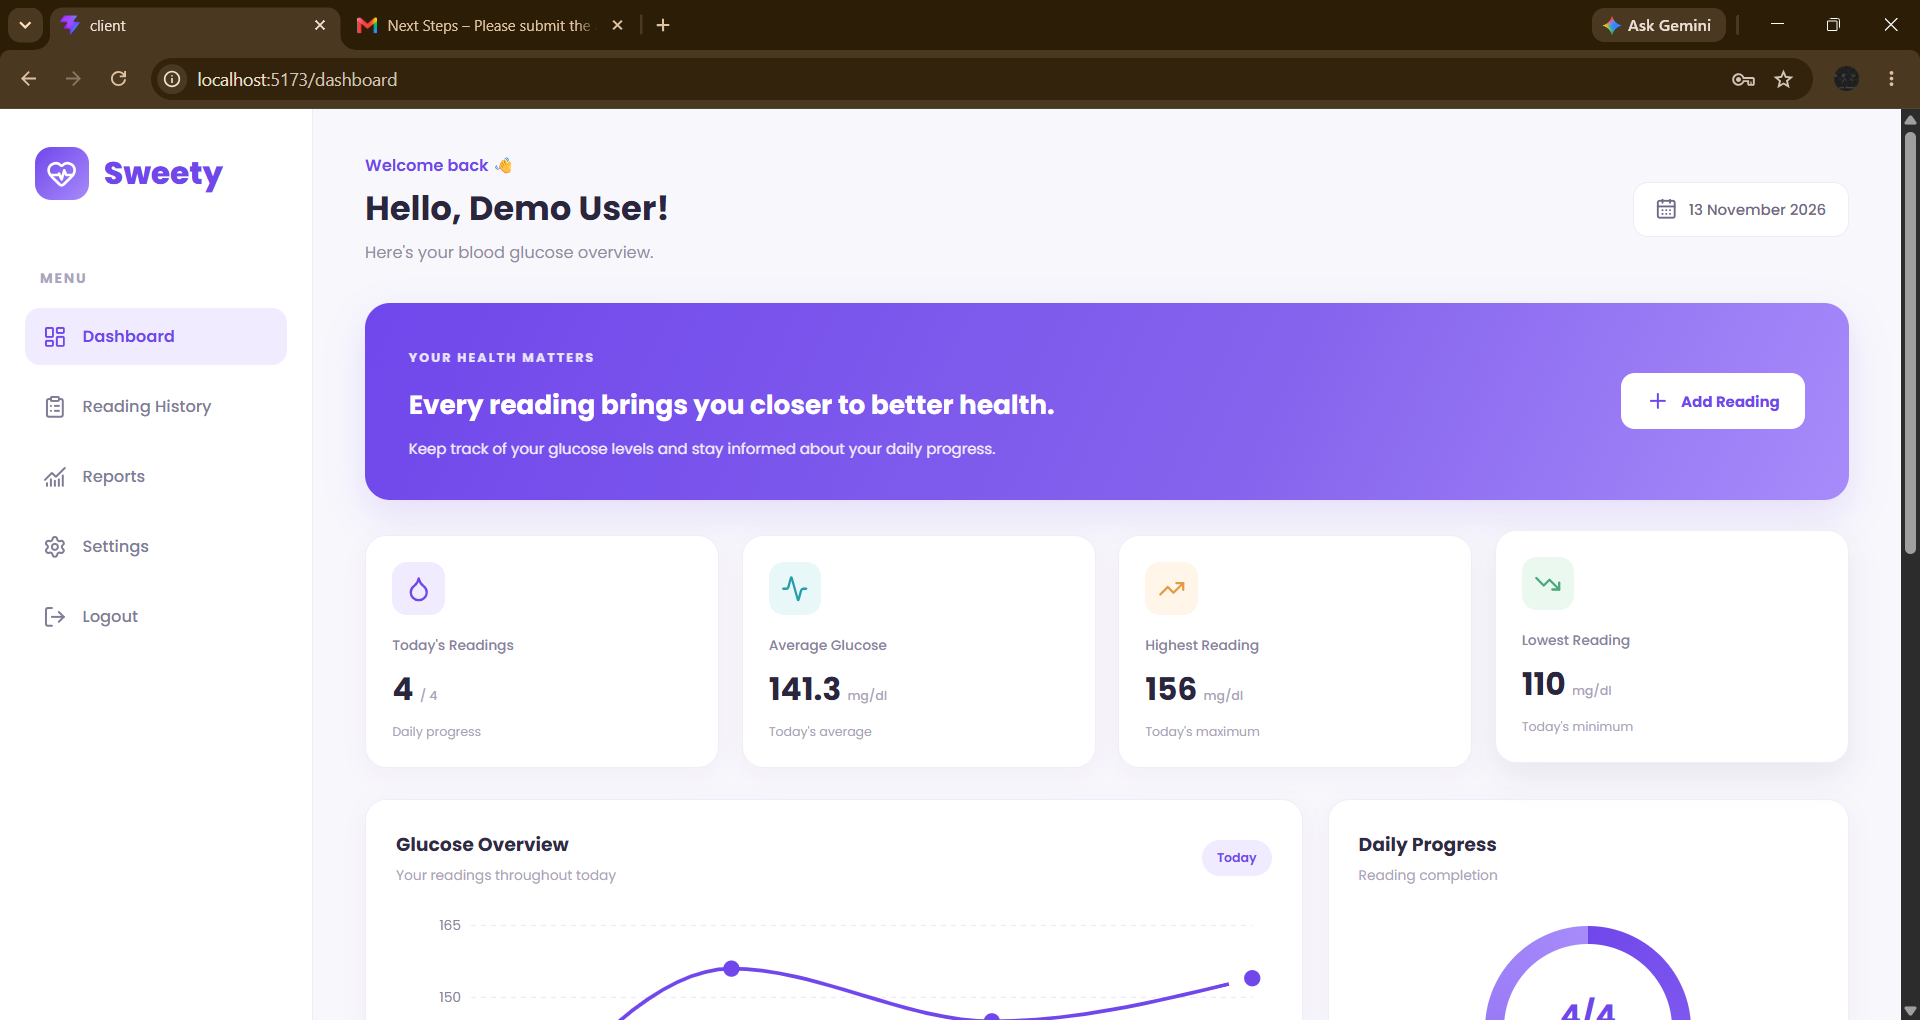 client
Next Steps – Please submit the
Ask Gemini
localhost:5173/dashboard
Sweety
MENU
Dashboard
Reading History
Reports
Settings
Logout
Welcome back 👋
Hello, Demo User!
Here's your blood glucose overview.
13 November 2026
YOUR HEALTH MATTERS
Every reading brings you closer to better health.
Keep track of your glucose levels and stay informed about your daily progress.
Add Reading
Today's Readings
4 / 4
Daily progress
Average Glucose
141.3 mg/dl
Today's average
Highest Reading
156 mg/dl
Today's maximum
Lowest Reading
110 mg/dl
Today's minimum
Glucose Overview
Your readings throughout today
Today
165
150
Daily Progress
Reading completion
4/4